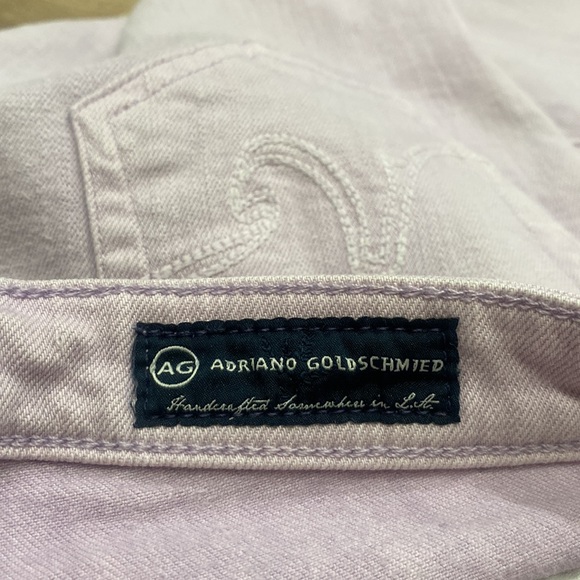 AG ADRIANO GOLDSCHMIED
Handcrafted Somewhere in L.A.